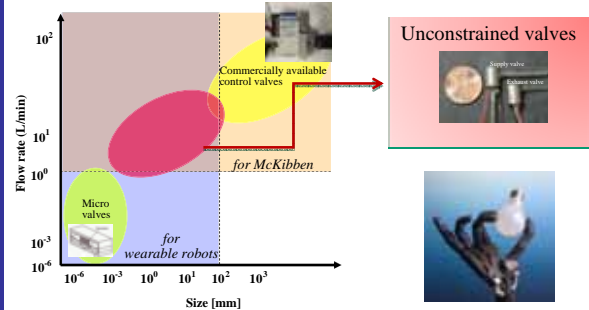 Unconstrained valves
Supply valve
Exhaust valve
Flow rate (L/min)
10²
10¹
10⁰
10⁻³
10⁻⁶
Commercially available
control valves
for McKibben
Micro
valves
for
wearable robots
10⁻⁶ 10⁻³ 10⁰ 10¹ 10² 10³
Size [mm]